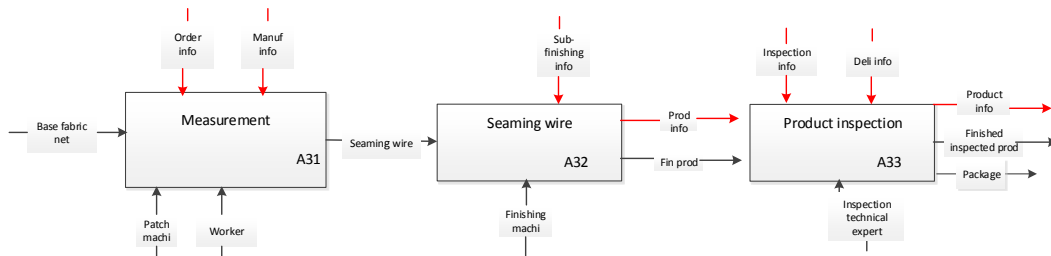 Order
info
Manuf
info
Sub-
finishing
info
Inspection
info
Deli info
Base fabric
net
Measurement
A31
Seaming wire
Seaming wire
A32
Prod
info
Fin prod
Product inspection
A33
Product
info
Finished
inspected prod
Package
Patch
machi
Worker
Finishing
machi
Inspection
technical
expert